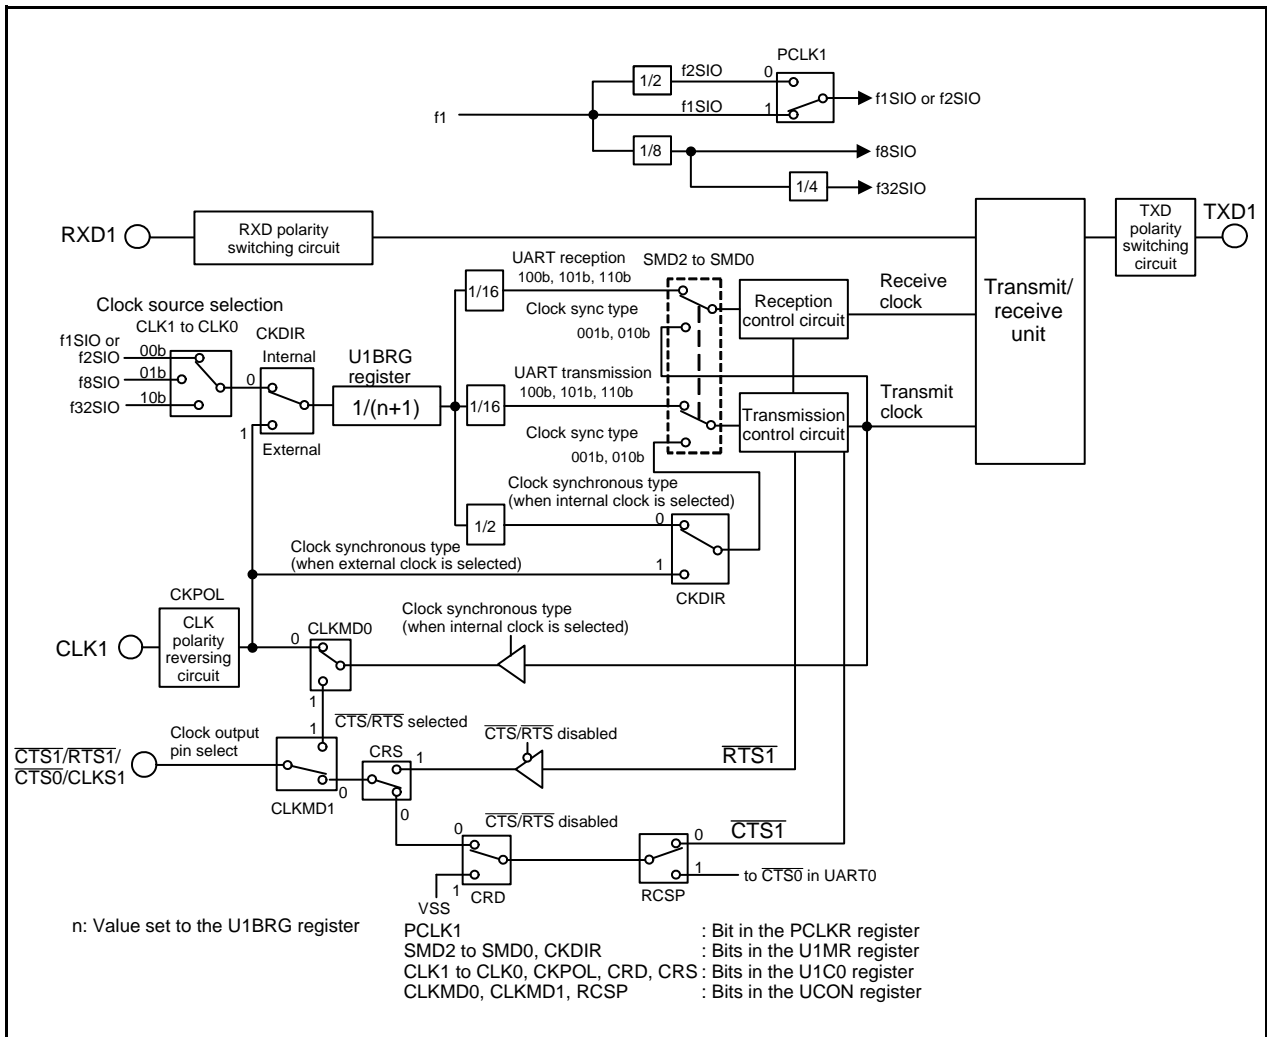 PCLK1
f2SIO
0
1/2
f1
f1SIO
1
f1SIO or f2SIO
1/8
f8SIO
1/4
f32SIO
RXD1
RXD polarity
switching circuit
TXD
polarity
switching
circuit
TXD1
UART reception
100b, 101b, 110b
SMD2 to SMD0
1/16
Reception
control circuit
Receive
clock
Transmit/
receive
unit
Clock source selection
CLK1 to CLK0
Clock sync type
001b, 010b
f1SIO or
f2SIO
00b
f8SIO
01b
f32SIO
10b
CKDIR
Internal
0
1
External
U1BRG
register
1/(n+1)
UART transmission
100b, 101b, 110b
1/16
Transmission
control circuit
Transmit
clock
Clock sync type
001b, 010b
Clock synchronous type
(when internal clock is selected)
1/2
0
Clock synchronous type
(when external clock is selected)
1
CKDIR
CKPOL
CLK
polarity
reversing
circuit
CLK1
0
CLKMD0
1
Clock synchronous type
(when internal clock is selected)
CTS/RTS selected
1
Clock output
pin select
CTS1/RTS1/
CTS0/CLKS1
CLKMD1
0
CRS
1
0
CTS/RTS disabled
RTS1
CTS/RTS disabled
0
1
VSS
CRD
CTS1
0
1
to CTS0 in UART0
RCSP
n: Value set to the U1BRG register
PCLK1 : Bit in the PCLKR register
SMD2 to SMD0, CKDIR : Bits in the U1MR register
CLK1 to CLK0, CKPOL, CRD, CRS : Bits in the U1C0 register
CLKMD0, CLKMD1, RCSP : Bits in the UCON register